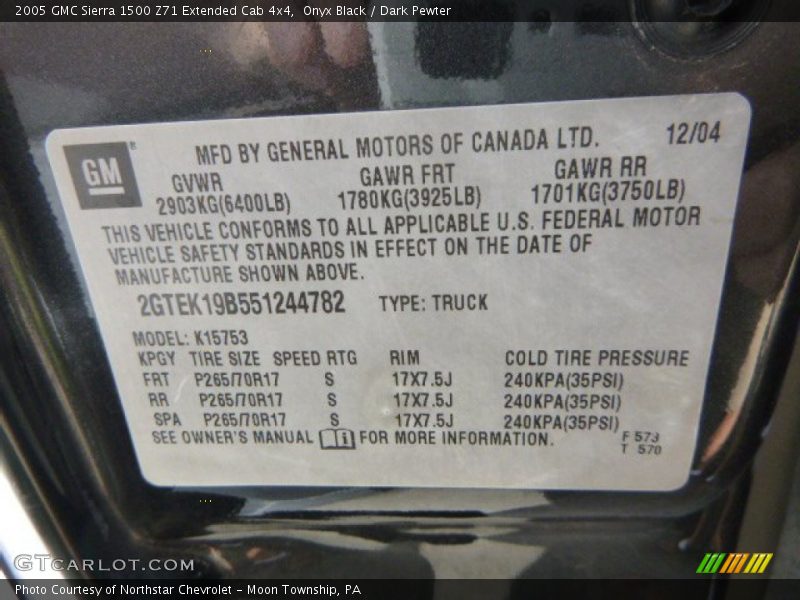 2005 GMC Sierra 1500 Z71 Extended Cab 4x4, Onyx Black / Dark Pewter
GM
MFD BY GENERAL MOTORS OF CANADA LTD. 12/04
GVWR GAWR FRT GAWR RR
2903KG(6400LB) 1780KG(3925LB) 1701KG(3750LB)
THIS VEHICLE CONFORMS TO ALL APPLICABLE U.S. FEDERAL MOTOR
VEHICLE SAFETY STANDARDS IN EFFECT ON THE DATE OF
MANUFACTURE SHOWN ABOVE.
2GTEK19B551244782 TYPE: TRUCK
MODEL: K15753
KPGY TIRE SIZE SPEED RTG RIM COLD TIRE PRESSURE
FRT P265/70R17 S 17X7.5J 240KPA(35PSI)
RR P265/70R17 S 17X7.5J 240KPA(35PSI)
SPA P265/70R17 S 17X7.5J 240KPA(35PSI)
SEE OWNER'S MANUAL FOR MORE INFORMATION. F 573
T 570
GTCARLOT.COM
Photo Courtesy of Northstar Chevrolet - Moon Township, PA